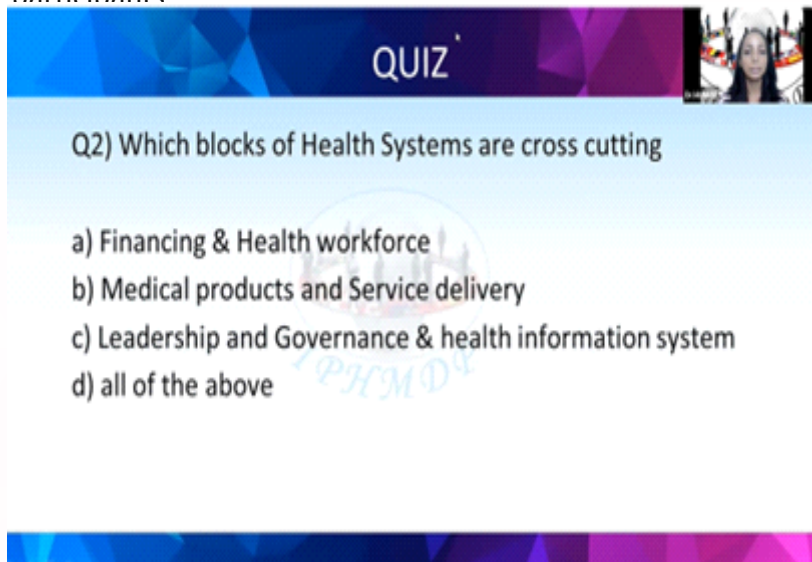 QUIZ
Q2) Which blocks of Health Systems are cross cutting
a) Financing & Health workforce
b) Medical products and Service delivery
c) Leadership and Governance & health information system
d) all of the above
IPHMDP